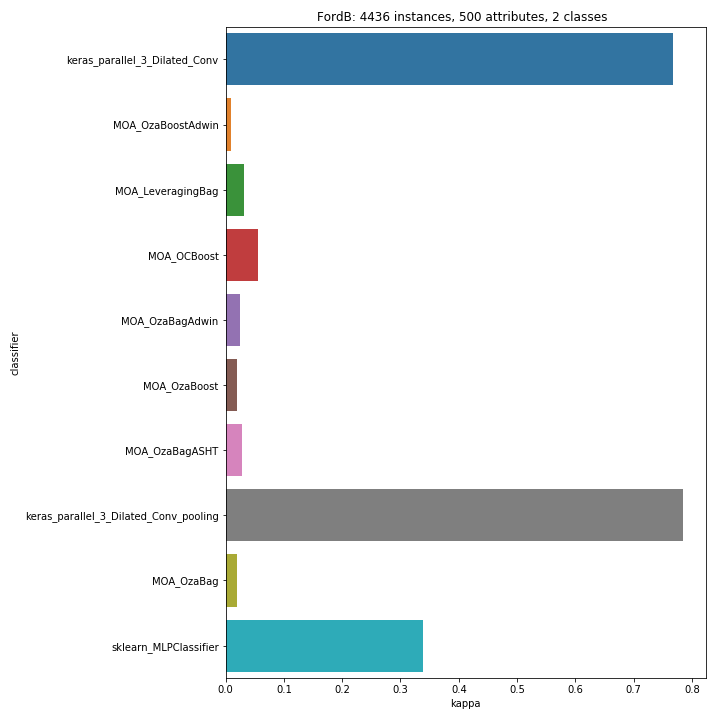 FordB: 4436 instances, 500 attributes, 2 classes
classifier
keras_parallel_3_Dilated_Conv
MOA_OzaBoostAdwin
MOA_LeveragingBag
MOA_OCBoost
MOA_OzaBagAdwin
MOA_OzaBoost
MOA_OzaBagASHT
keras_parallel_3_Dilated_Conv_pooling
MOA_OzaBag
sklearn_MLPClassifier
0.0 0.1 0.2 0.3 0.4 0.5 0.6 0.7 0.8
kappa